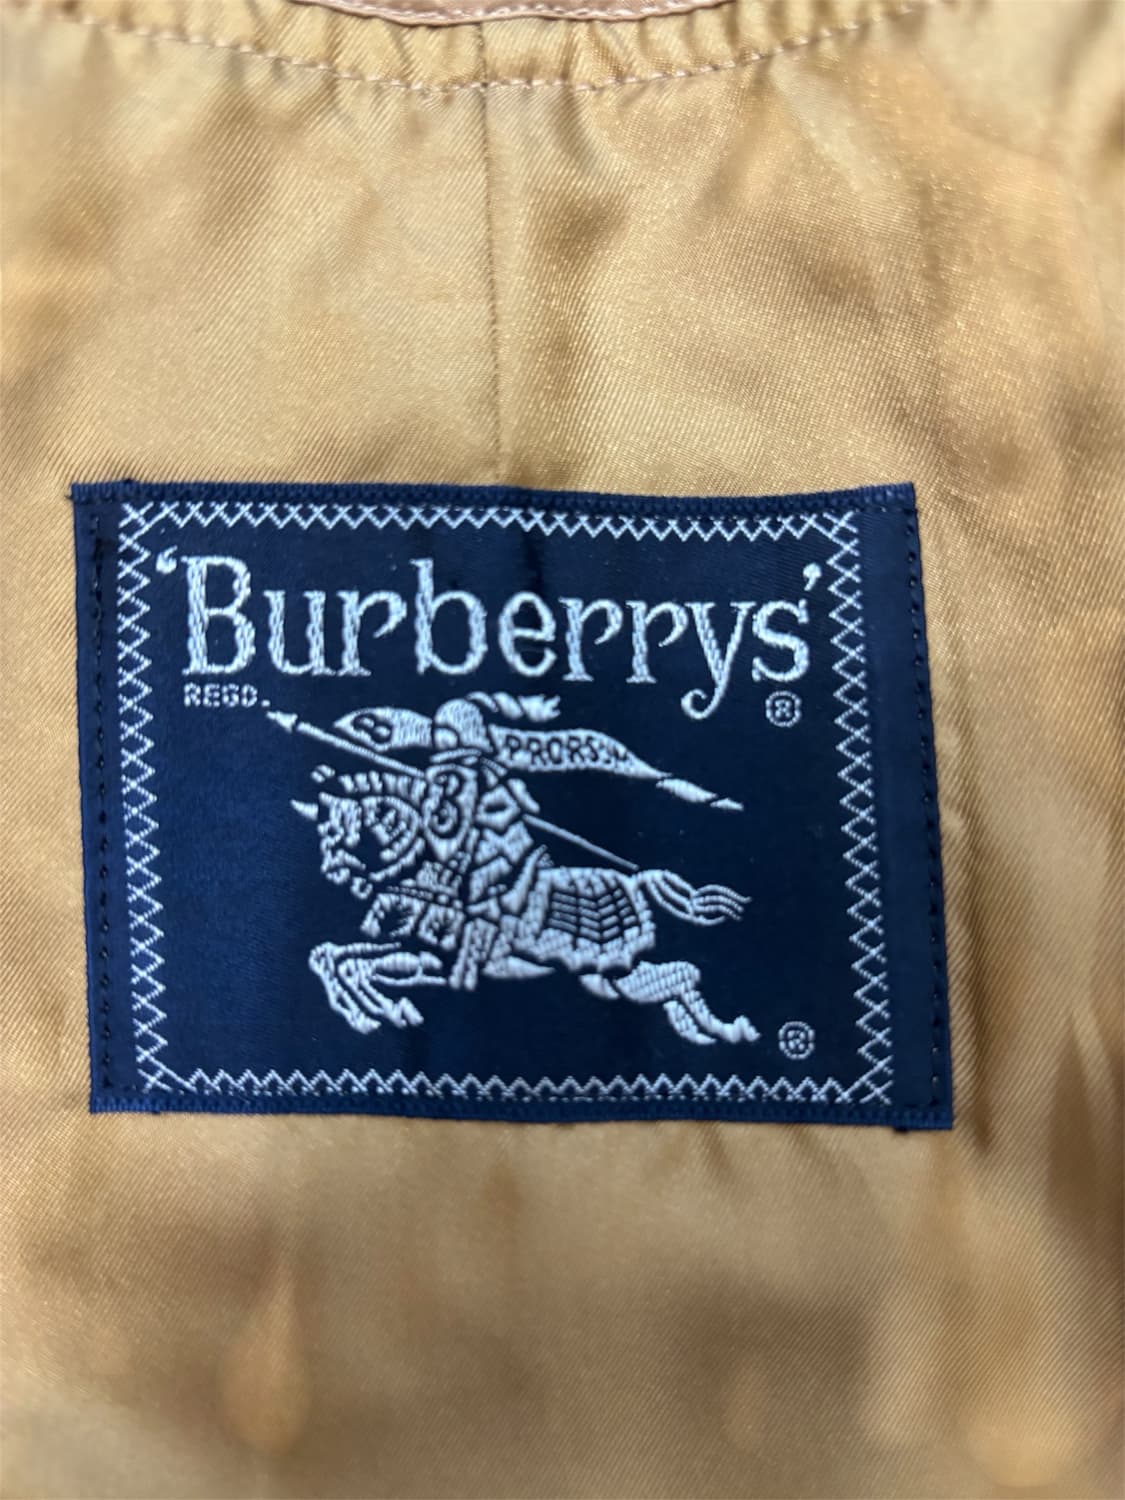 'Burberrys'
REGD. ®
B PRORSUM
B
®